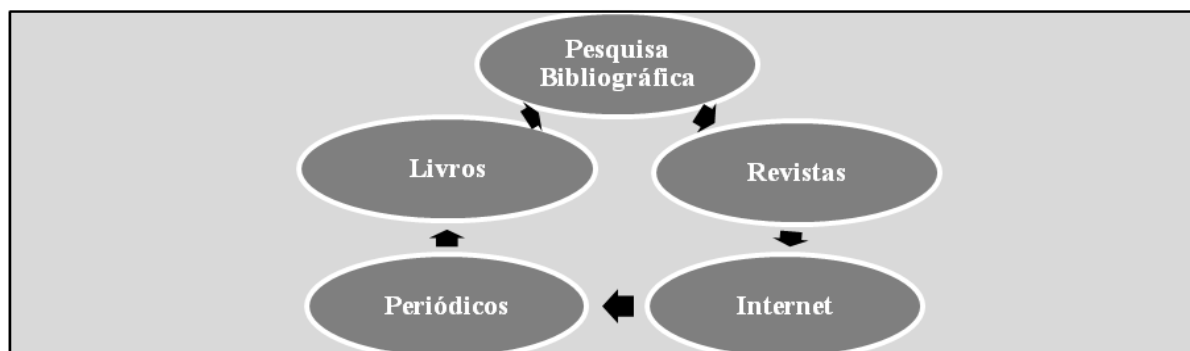 Pesquisa
Bibliográfica
Livros
Revistas
Periódicos
Internet